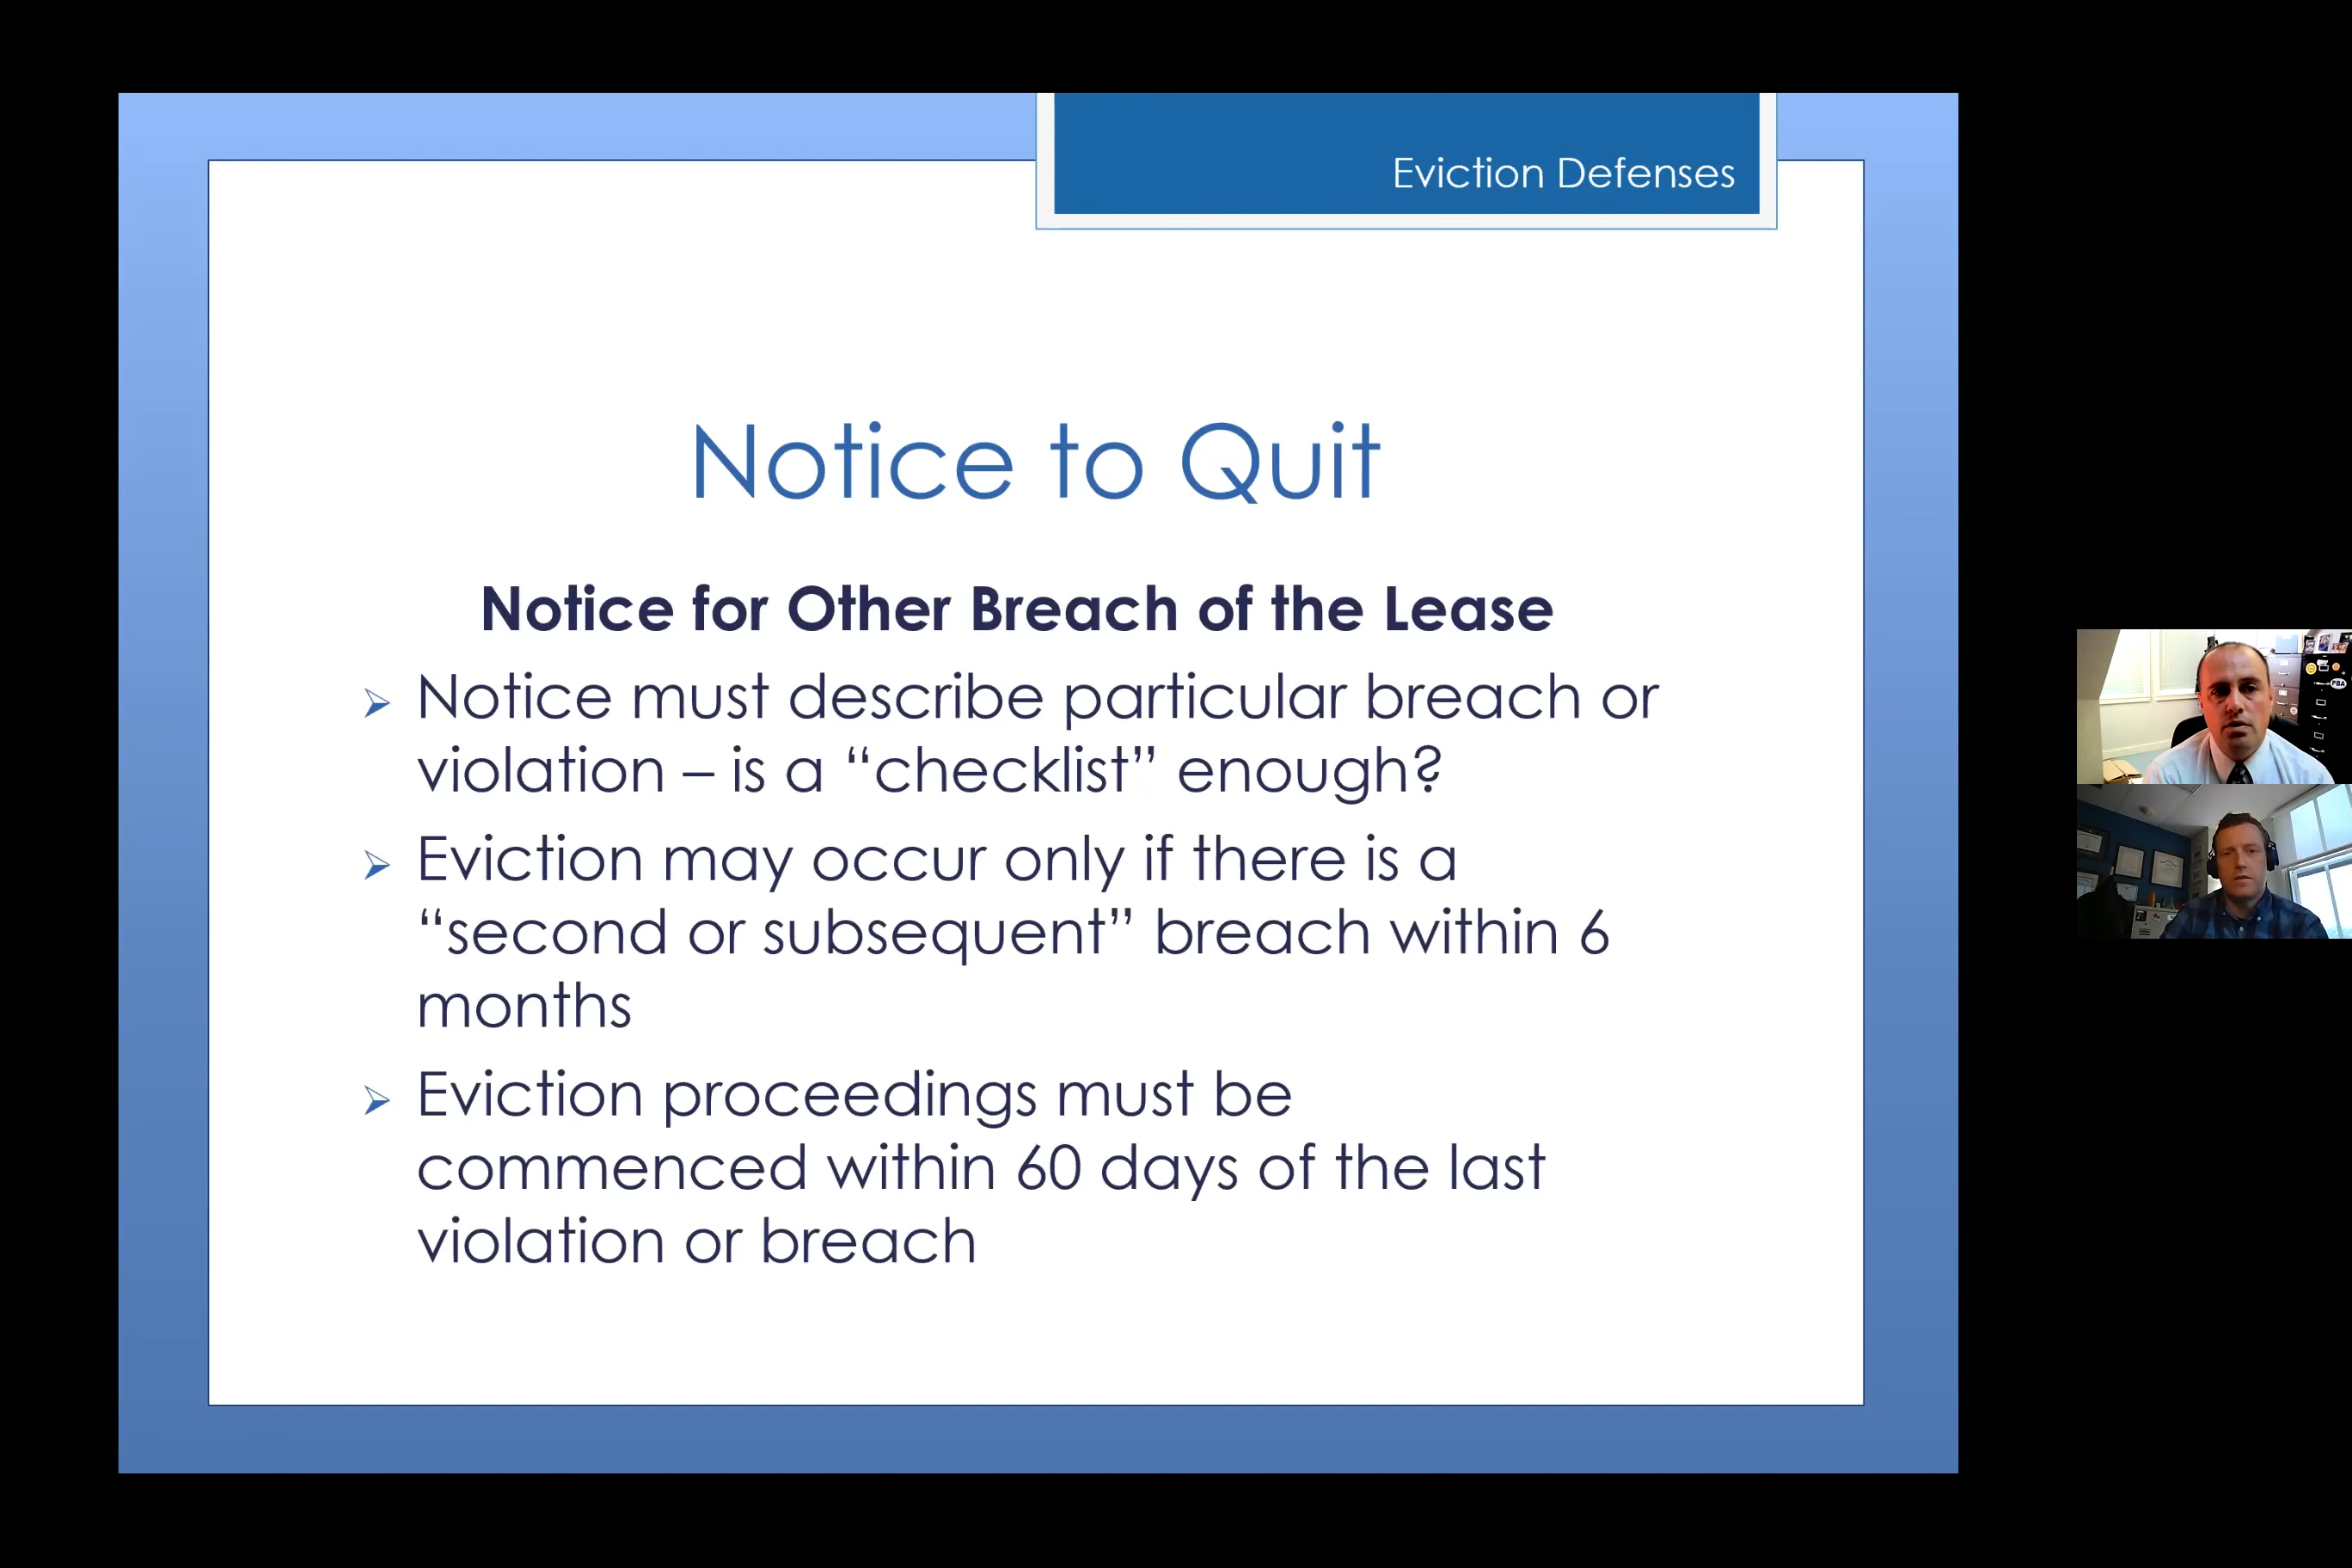 Eviction Defenses
Notice to Quit
Notice for Other Breach of the Lease
Notice must describe particular breach or
violation – is a “checklist” enough?
Eviction may occur only if there is a
“second or subsequent” breach within 6
months
Eviction proceedings must be
commenced within 60 days of the last
violation or breach
PBA